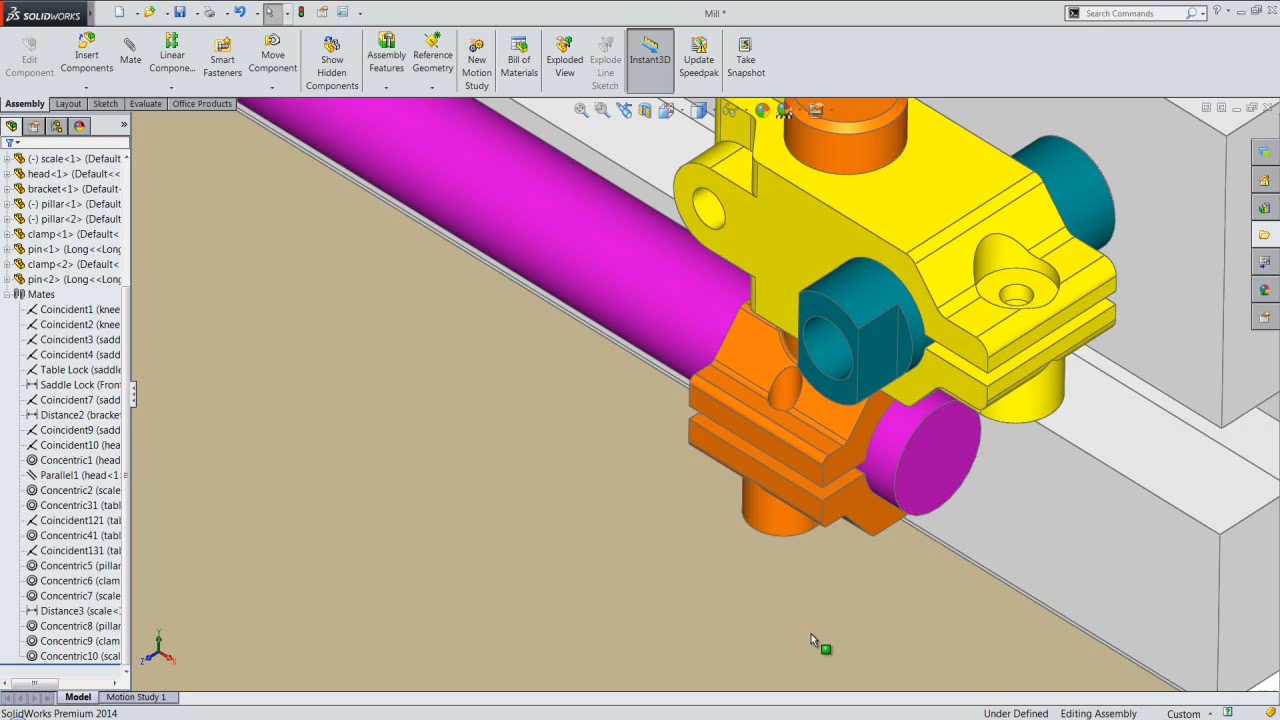 SOLIDWORKS
Mill *
Search Commands
Edit Component
Insert Components
Mate
Linear Compone...
Smart Fasteners
Move Component
Show Hidden Components
Assembly Features
Reference Geometry
New Motion Study
Bill of Materials
Exploded View
Explode Line Sketch
Instant3D
Update Speedpak
Take Snapshot
Assembly
Layout
Sketch
Evaluate
Office Products
(-) scale<1> (Default
head<1> (Default<<
bracket<1> (Default
(-) pillar<1> (Default
(-) pillar<2> (Default
clamp<1> (Default
pin<1> (Long<<Long
clamp<2> (Default
pin<2> (Long<<Long
Mates
Coincident1 (knee
Coincident2 (knee
Coincident3 (sadd
Coincident4 (sadd
Table Lock (saddle
Saddle Lock (Front
Coincident7 (saddl
Distance2 (bracket
Coincident9 (saddl
Coincident10 (hea
Concentric1 (head
Parallel1 (head<1>
Concentric2 (scale
Concentric31 (tabl
Coincident121 (tal
Concentric41 (tabl
Coincident131 (tal
Concentric5 (pillar
Concentric6 (clam
Concentric7 (scale
Distance3 (scale<1
Concentric8 (pillar
Concentric9 (clam
Concentric10 (scal
Y
Z
X
Model
Motion Study 1
SolidWorks Premium 2014
Under Defined
Editing Assembly
Custom